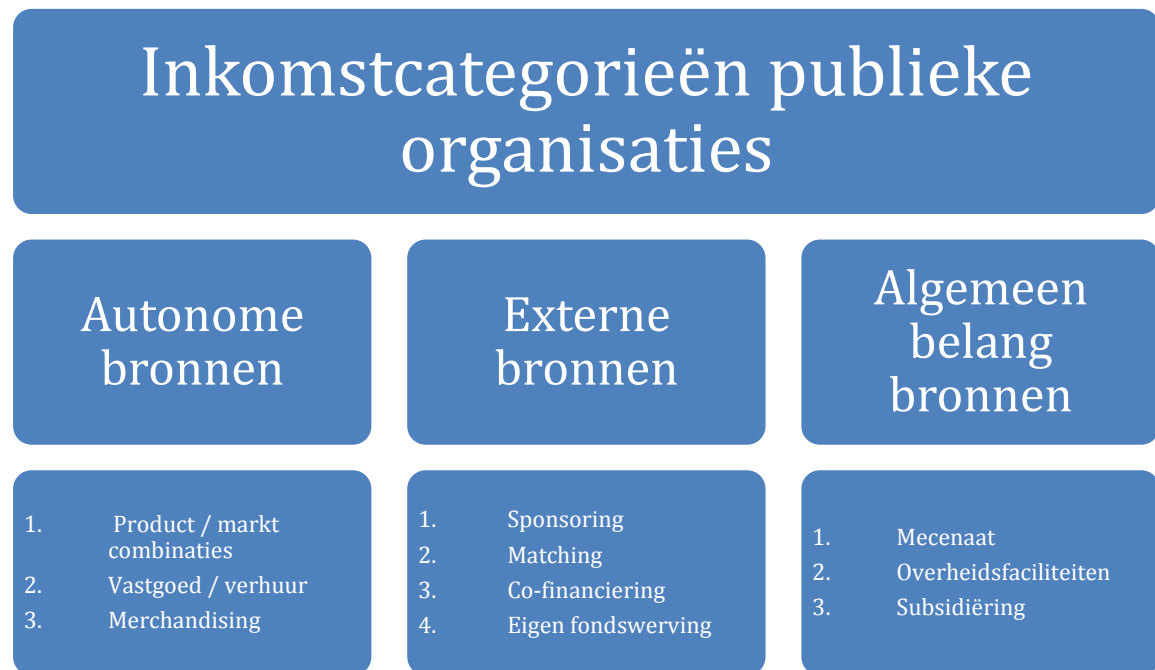 Inkomstcategorieën publieke
organisaties
Autonome
bronnen
Externe
bronnen
Algemeen
belang
bronnen
1. Product / markt
combinaties
2. Vastgoed / verhuur
3. Merchandising
1. Sponsoring
2. Matching
3. Co-financiering
4. Eigen fondswerving
1. Mecenaat
2. Overheidsfaciliteiten
3. Subsidiëring